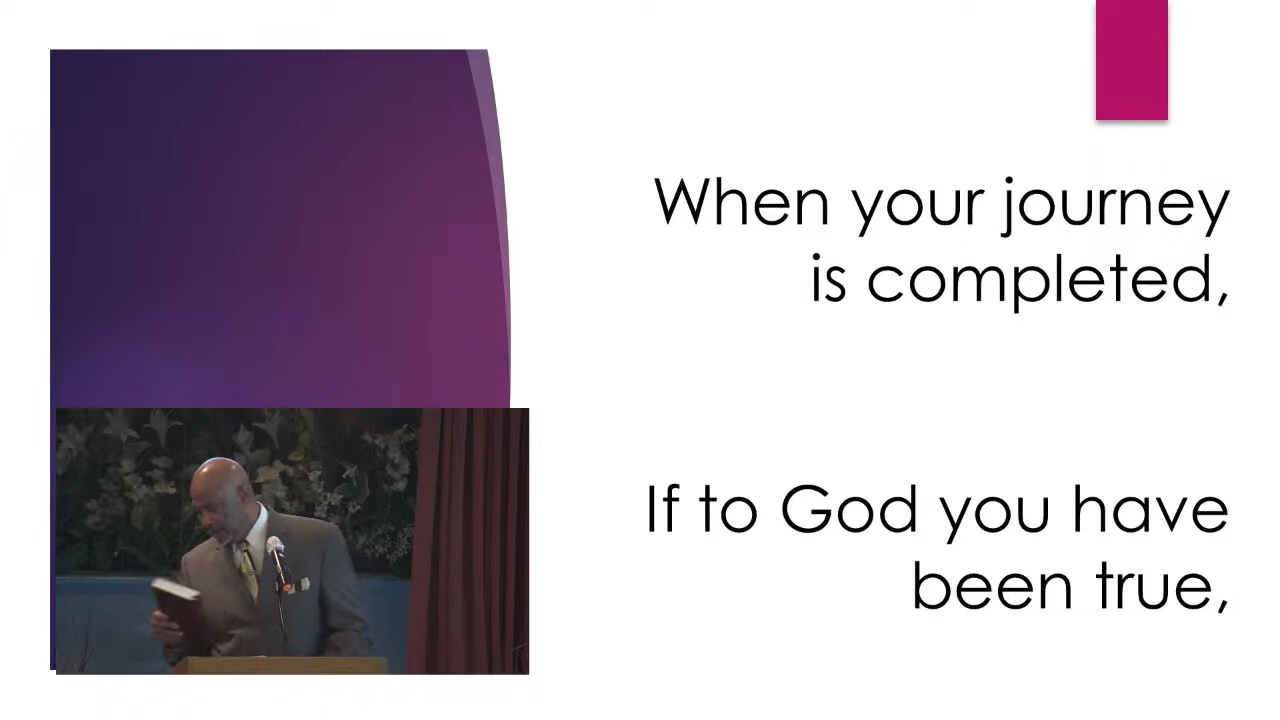 When your journey
is completed,
If to God you have
been true,